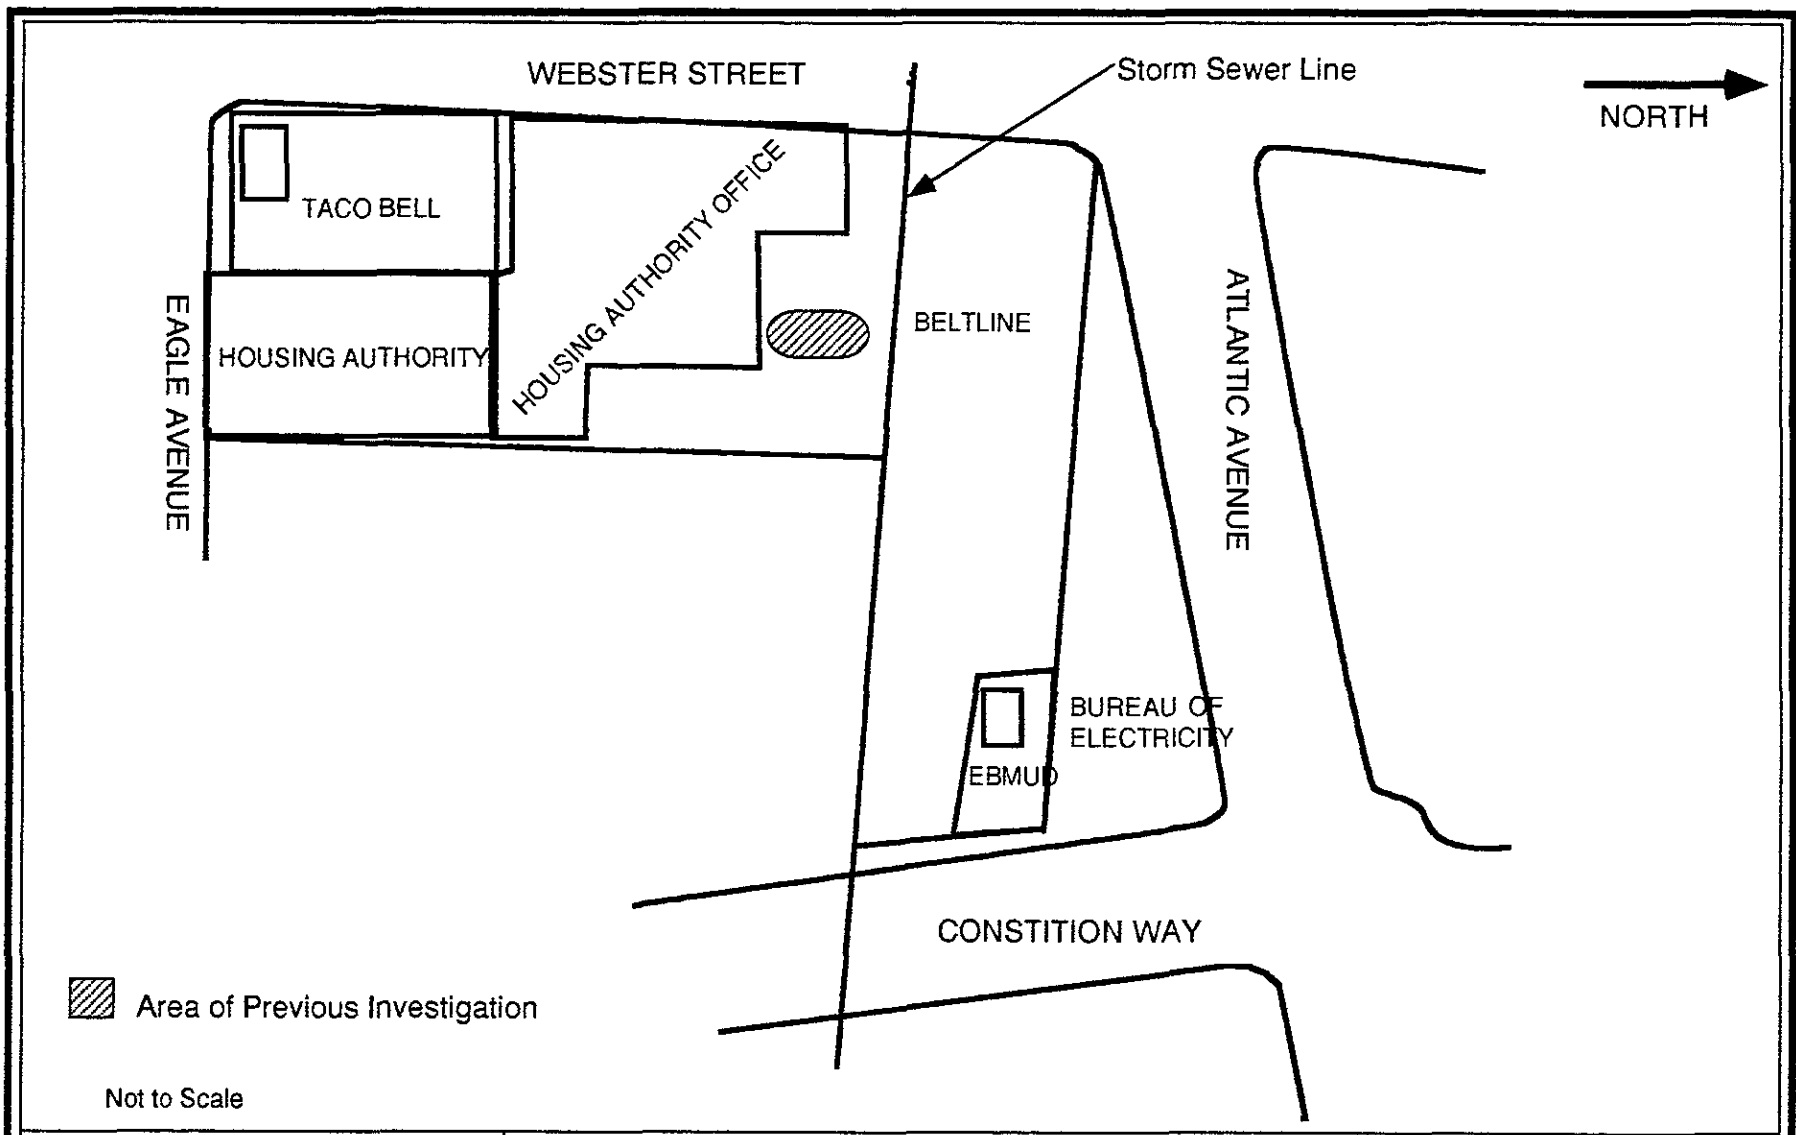 WEBSTER STREET
Storm Sewer Line
NORTH
TACO BELL
HOUSING AUTHORITY OFFICE
EAGLE AVENUE
HOUSING AUTHORITY
BELTLINE
ATLANTIC AVENUE
BUREAU OF
ELECTRICITY
EBMUD
CONSTITION WAY
Area of Previous Investigation
Not to Scale